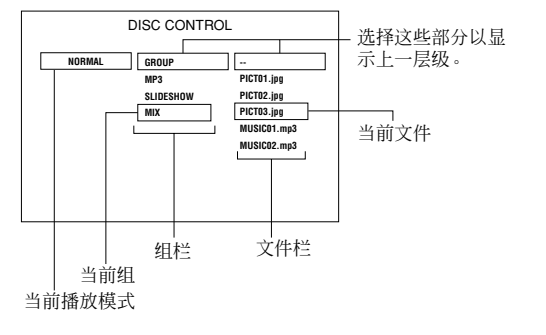 DISC CONTROL
选择这些部分以显
示上一层级。
NORMAL
GROUP
--
MP3
PICT01.jpg
SLIDESHOW
PICT02.jpg
MIX
PICT03.jpg
当前文件
MUSIC01.mp3
MUSIC02.mp3
组栏
文件栏
当前组
当前播放模式